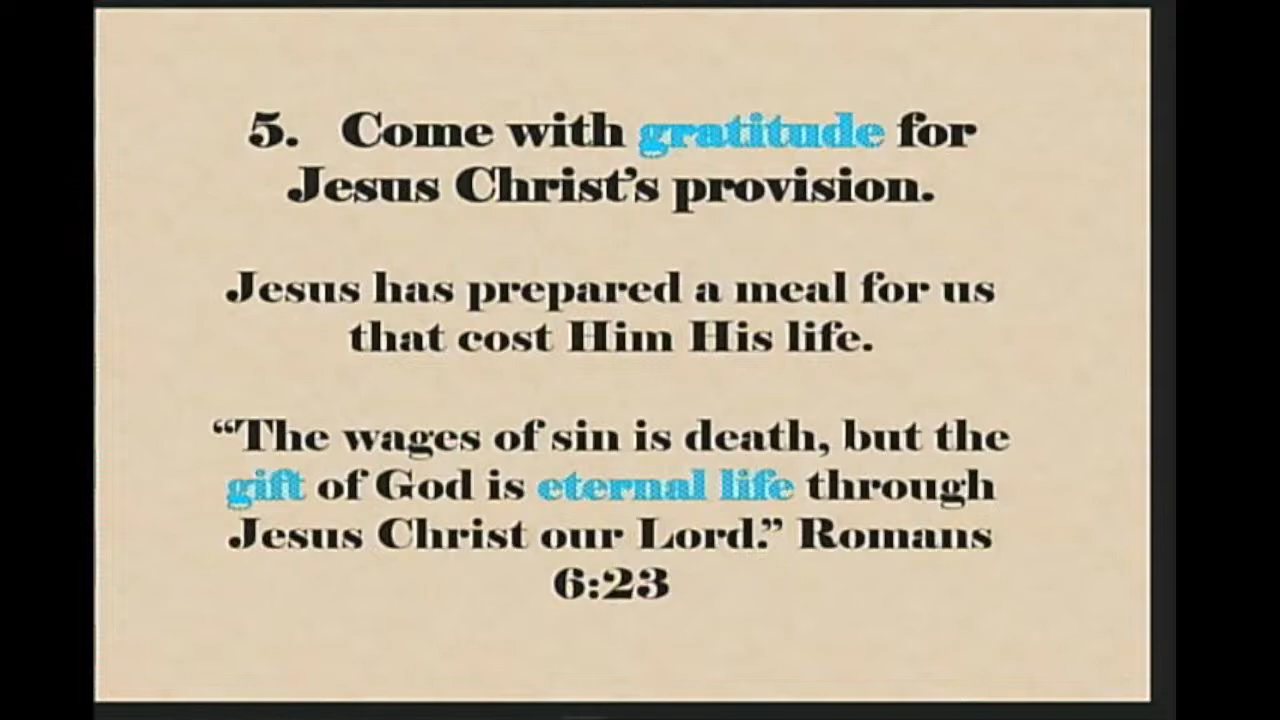 5. Come with gratitude for
Jesus Christ’s provision.
Jesus has prepared a meal for us
that cost Him His life.
“The wages of sin is death, but the
gift of God is eternal life through
Jesus Christ our Lord.” Romans
6:23